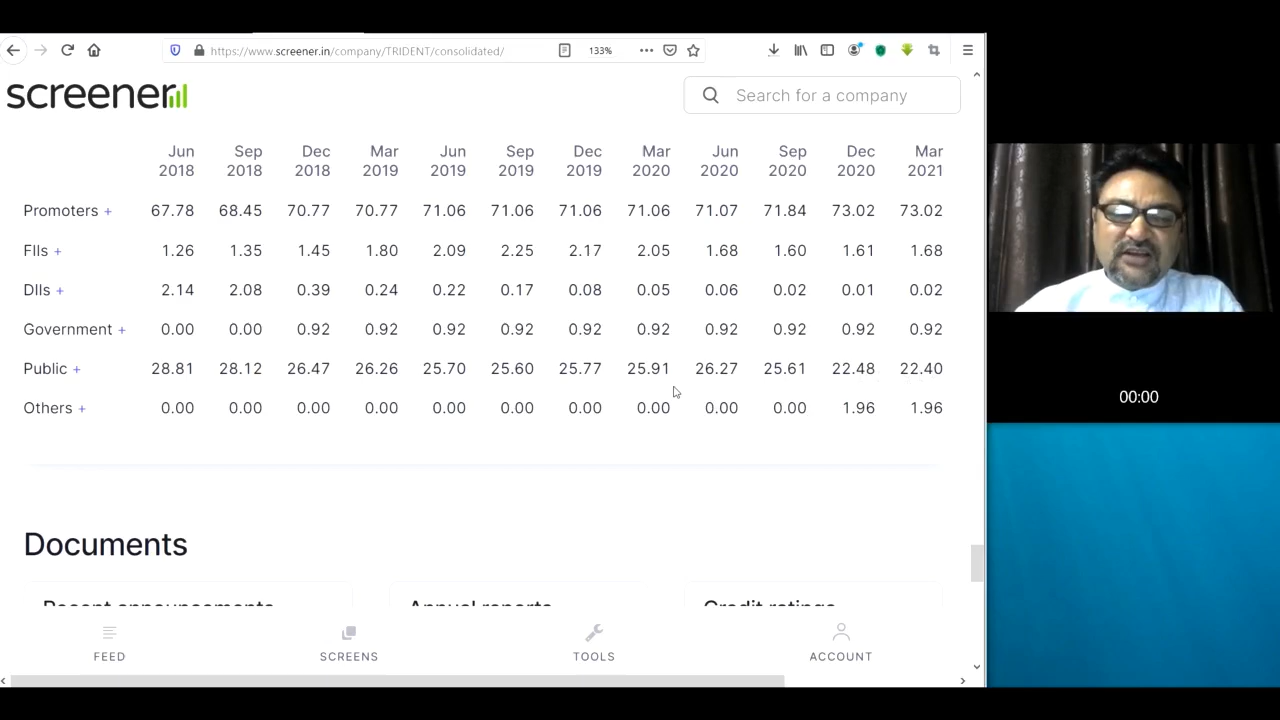 https://www.screener.in/company/TRIDENT/consolidated/
133%
screener
Search for a company
Jun 2018 Sep 2018 Dec 2018 Mar 2019 Jun 2019 Sep 2019 Dec 2019 Mar 2020 Jun 2020 Sep 2020 Dec 2020 Mar 2021
Promoters + 67.78 68.45 70.77 70.77 71.06 71.06 71.06 71.06 71.07 71.84 73.02 73.02
FIIs + 1.26 1.35 1.45 1.80 2.09 2.25 2.17 2.05 1.68 1.60 1.61 1.68
DIIs + 2.14 2.08 0.39 0.24 0.22 0.17 0.08 0.05 0.06 0.02 0.01 0.02
Government + 0.00 0.00 0.92 0.92 0.92 0.92 0.92 0.92 0.92 0.92 0.92 0.92
Public + 28.81 28.12 26.47 26.26 25.70 25.60 25.77 25.91 26.27 25.61 22.48 22.40
Others + 0.00 0.00 0.00 0.00 0.00 0.00 0.00 0.00 0.00 0.00 1.96 1.96
00:00
Documents
Recent announcements Annual reports Credit ratings
FEED SCREENS TOOLS ACCOUNT